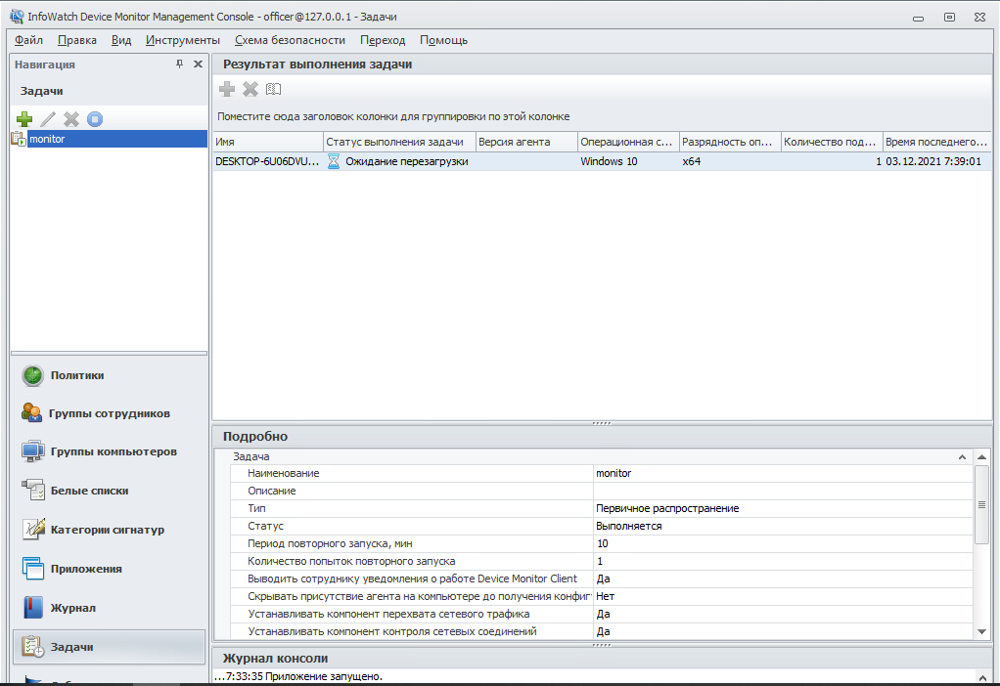 InfoWatch Device Monitor Management Console - officer@127.0.0.1 - Задачи
Файл Правка Вид Инструменты Схема безопасности Переход Помощь
Навигация
Задачи
monitor
Политики
Группы сотрудников
Группы компьютеров
Белые списки
Категории сигнатур
Приложения
Журнал
Задачи
Результат выполнения задачи
Поместите сюда заголовок колонки для группировки по этой колонке
Имя Статус выполнения задачи Версия агента Операционная с... Разрядность оп... Количество под... Время последнего...
DESKTOP-6U06DVU... Ожидание перезагрузки Windows 10 x64 1 03.12.2021 7:39:01
Подробно
Задача
Наименование monitor
Описание
Тип Первичное распространение
Статус Выполняется
Период повторного запуска, мин 10
Количество попыток повторного запуска 1
Выводить сотруднику уведомления о работе Device Monitor Client Да
Скрывать присутствие агента на компьютере до получения конфиг Нет
Устанавливать компонент перехвата сетевого трафика Да
Устанавливать компонент контроля сетевых соединений Да
Журнал консоли
...7:33:35 Приложение запущено.